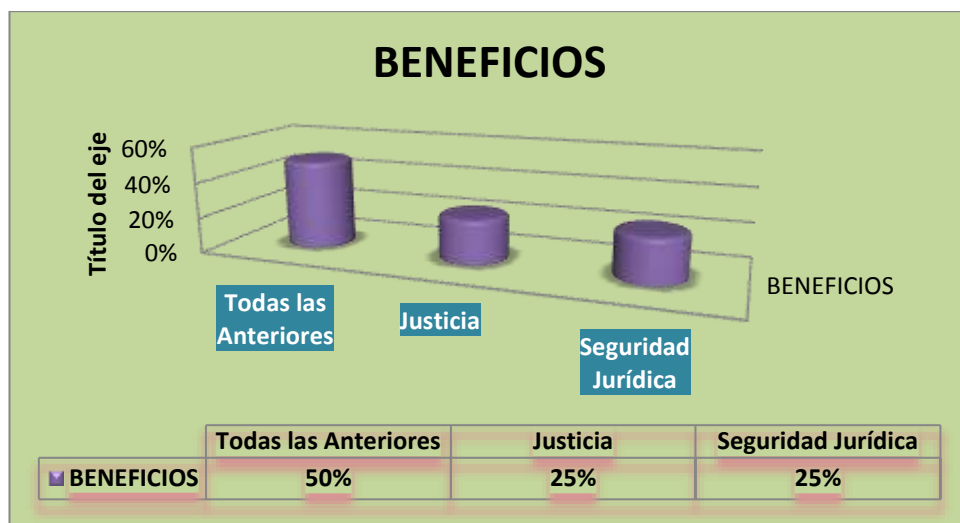 BENEFICIOS
Título del eje
60%
40%
20%
0%
Todas las
Anteriores
Justicia
Seguridad
Jurídica
BENEFICIOS
Todas las Anteriores Justicia Seguridad Jurídica
BENEFICIOS 50% 25% 25%